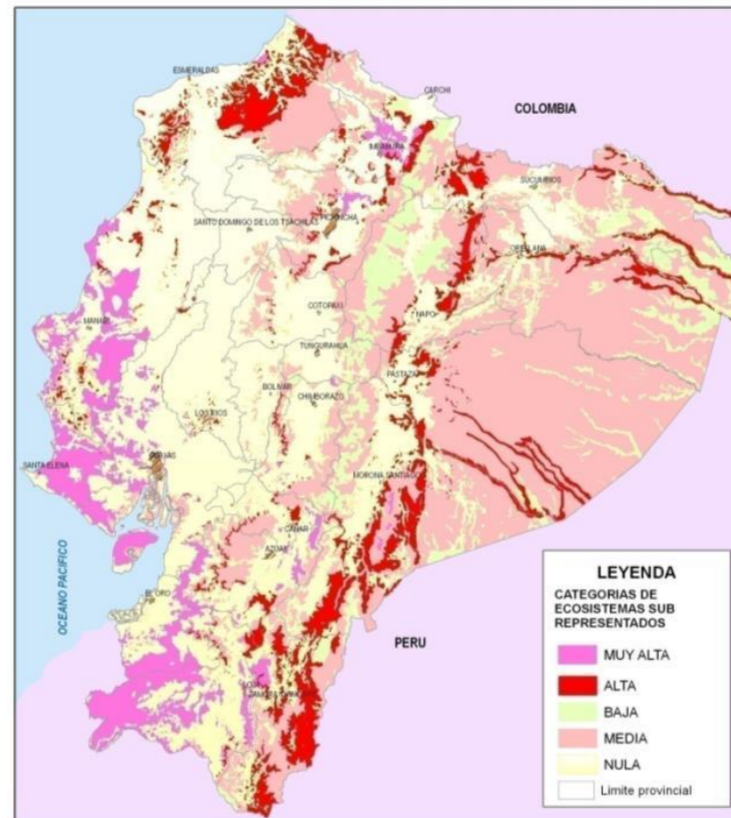 ESMERALDAS
CARCHI
COLOMBIA
IMBABURA
SUCUMBIOS
SANTO DOMINGO DE LOS TSACHILAS
PICHINCHA
ORELLANA
COTOPAXI
NAPO
MANABI
TUNGURAHUA
PASTAZA
BOLIVAR
CHIMBORAZO
LOS RIOS
GUAYAS
SANTA ELENA
MORONA SANTIAGO
CAÑAR
AZUAY
EL ORO
OCEANO PACIFICO
PERU
LOJA
LEYENDA
CATEGORIAS DE
ECOSISTEMAS SUB
REPRESENTADOS
MUY ALTA
ALTA
BAJA
MEDIA
NULA
Limite provincial